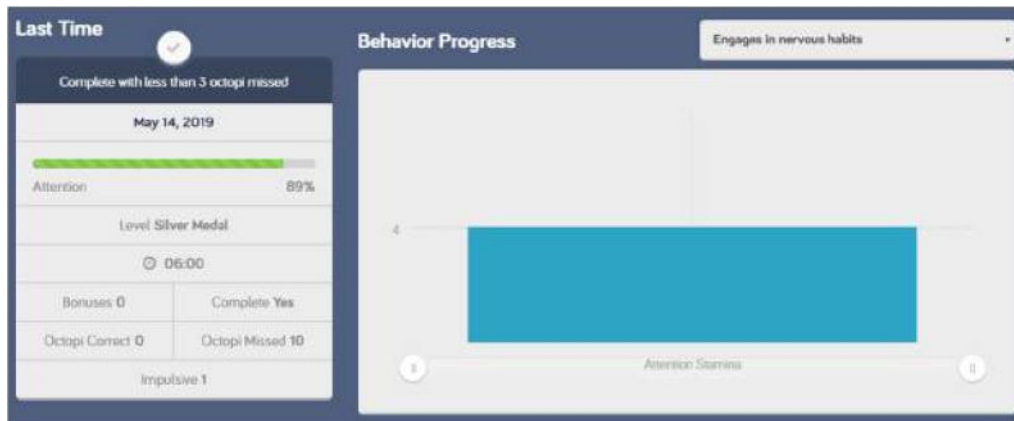 Last Time
Complete with less than 3 octopi missed
May 14, 2019
Attention 89%
Level Silver Medal
06:00
Bonuses 0 Complete Yes
Octopi Correct 0 Octopi Missed 10
Impulsive 1
Behavior Progress
Engages in nervous habits
4
Attention Stamina